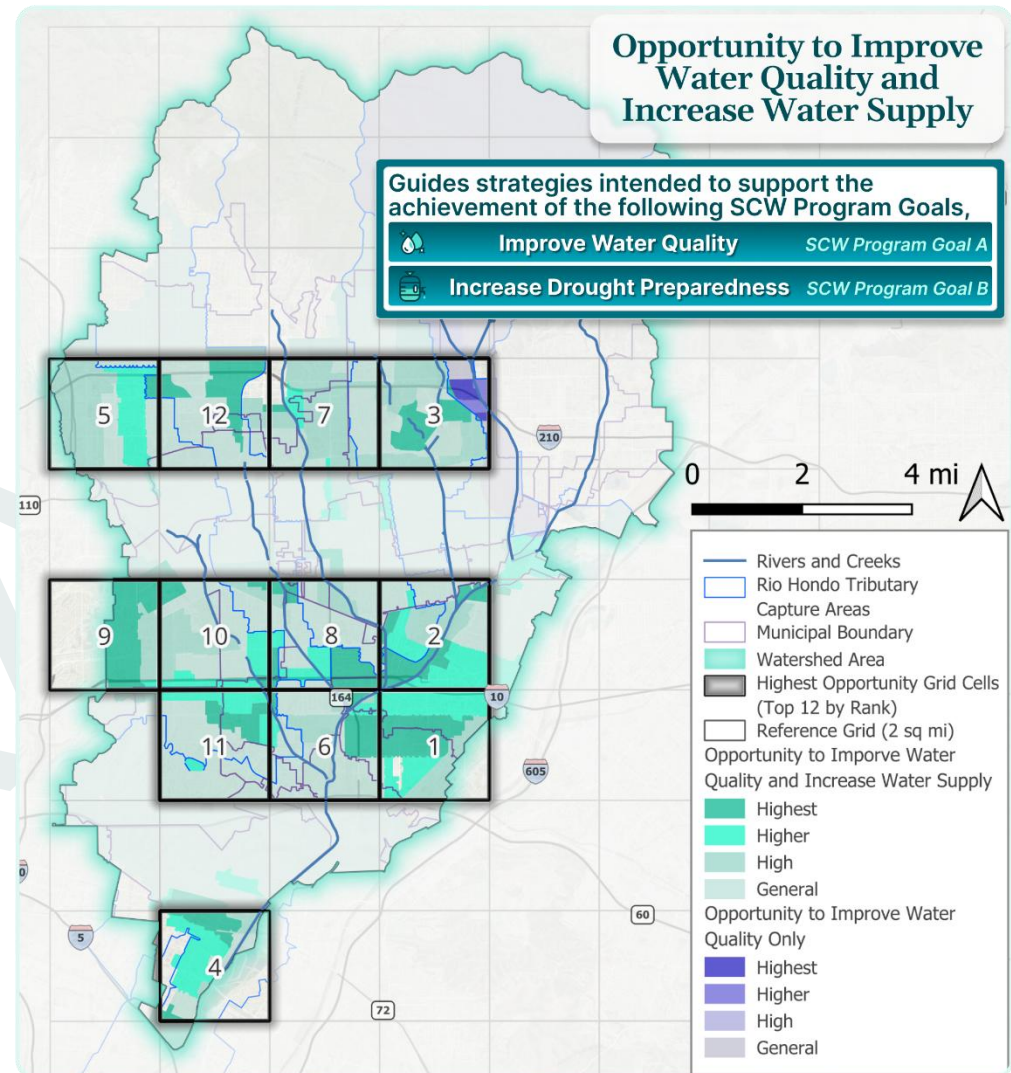 Opportunity to Improve
Water Quality and
Increase Water Supply
Guides strategies intended to support the
achievement of the following SCW Program Goals,
Improve Water Quality SCW Program Goal A
Increase Drought Preparedness SCW Program Goal B
5 12 7 3
210
110
0 2 4 mi
9 10 8 2
164
10
11 6 1
605
5
4
60
72
Rivers and Creeks
Rio Hondo Tributary
Capture Areas
Municipal Boundary
Watershed Area
Highest Opportunity Grid Cells
(Top 12 by Rank)
Reference Grid (2 sq mi)
Opportunity to Imporve Water
Quality and Increase Water Supply
Highest
Higher
High
General
Opportunity to Improve Water
Quality Only
Highest
Higher
High
General